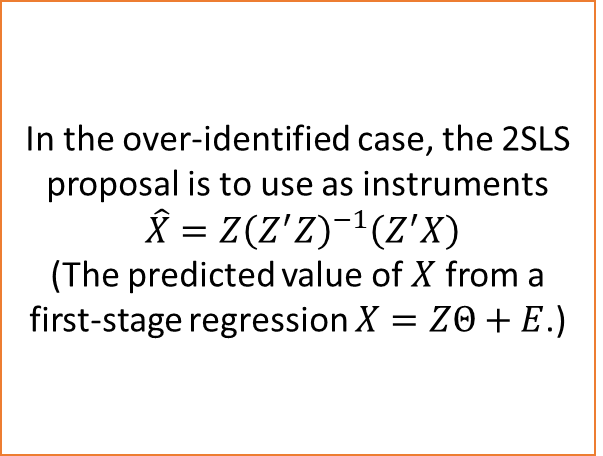 In the over-identified case, the 2SLS
proposal is to use as instruments
X̂ = Z(Z′Z)⁻¹(Z′X)
(The predicted value of X from a
first-stage regression X = ZΘ + E.)